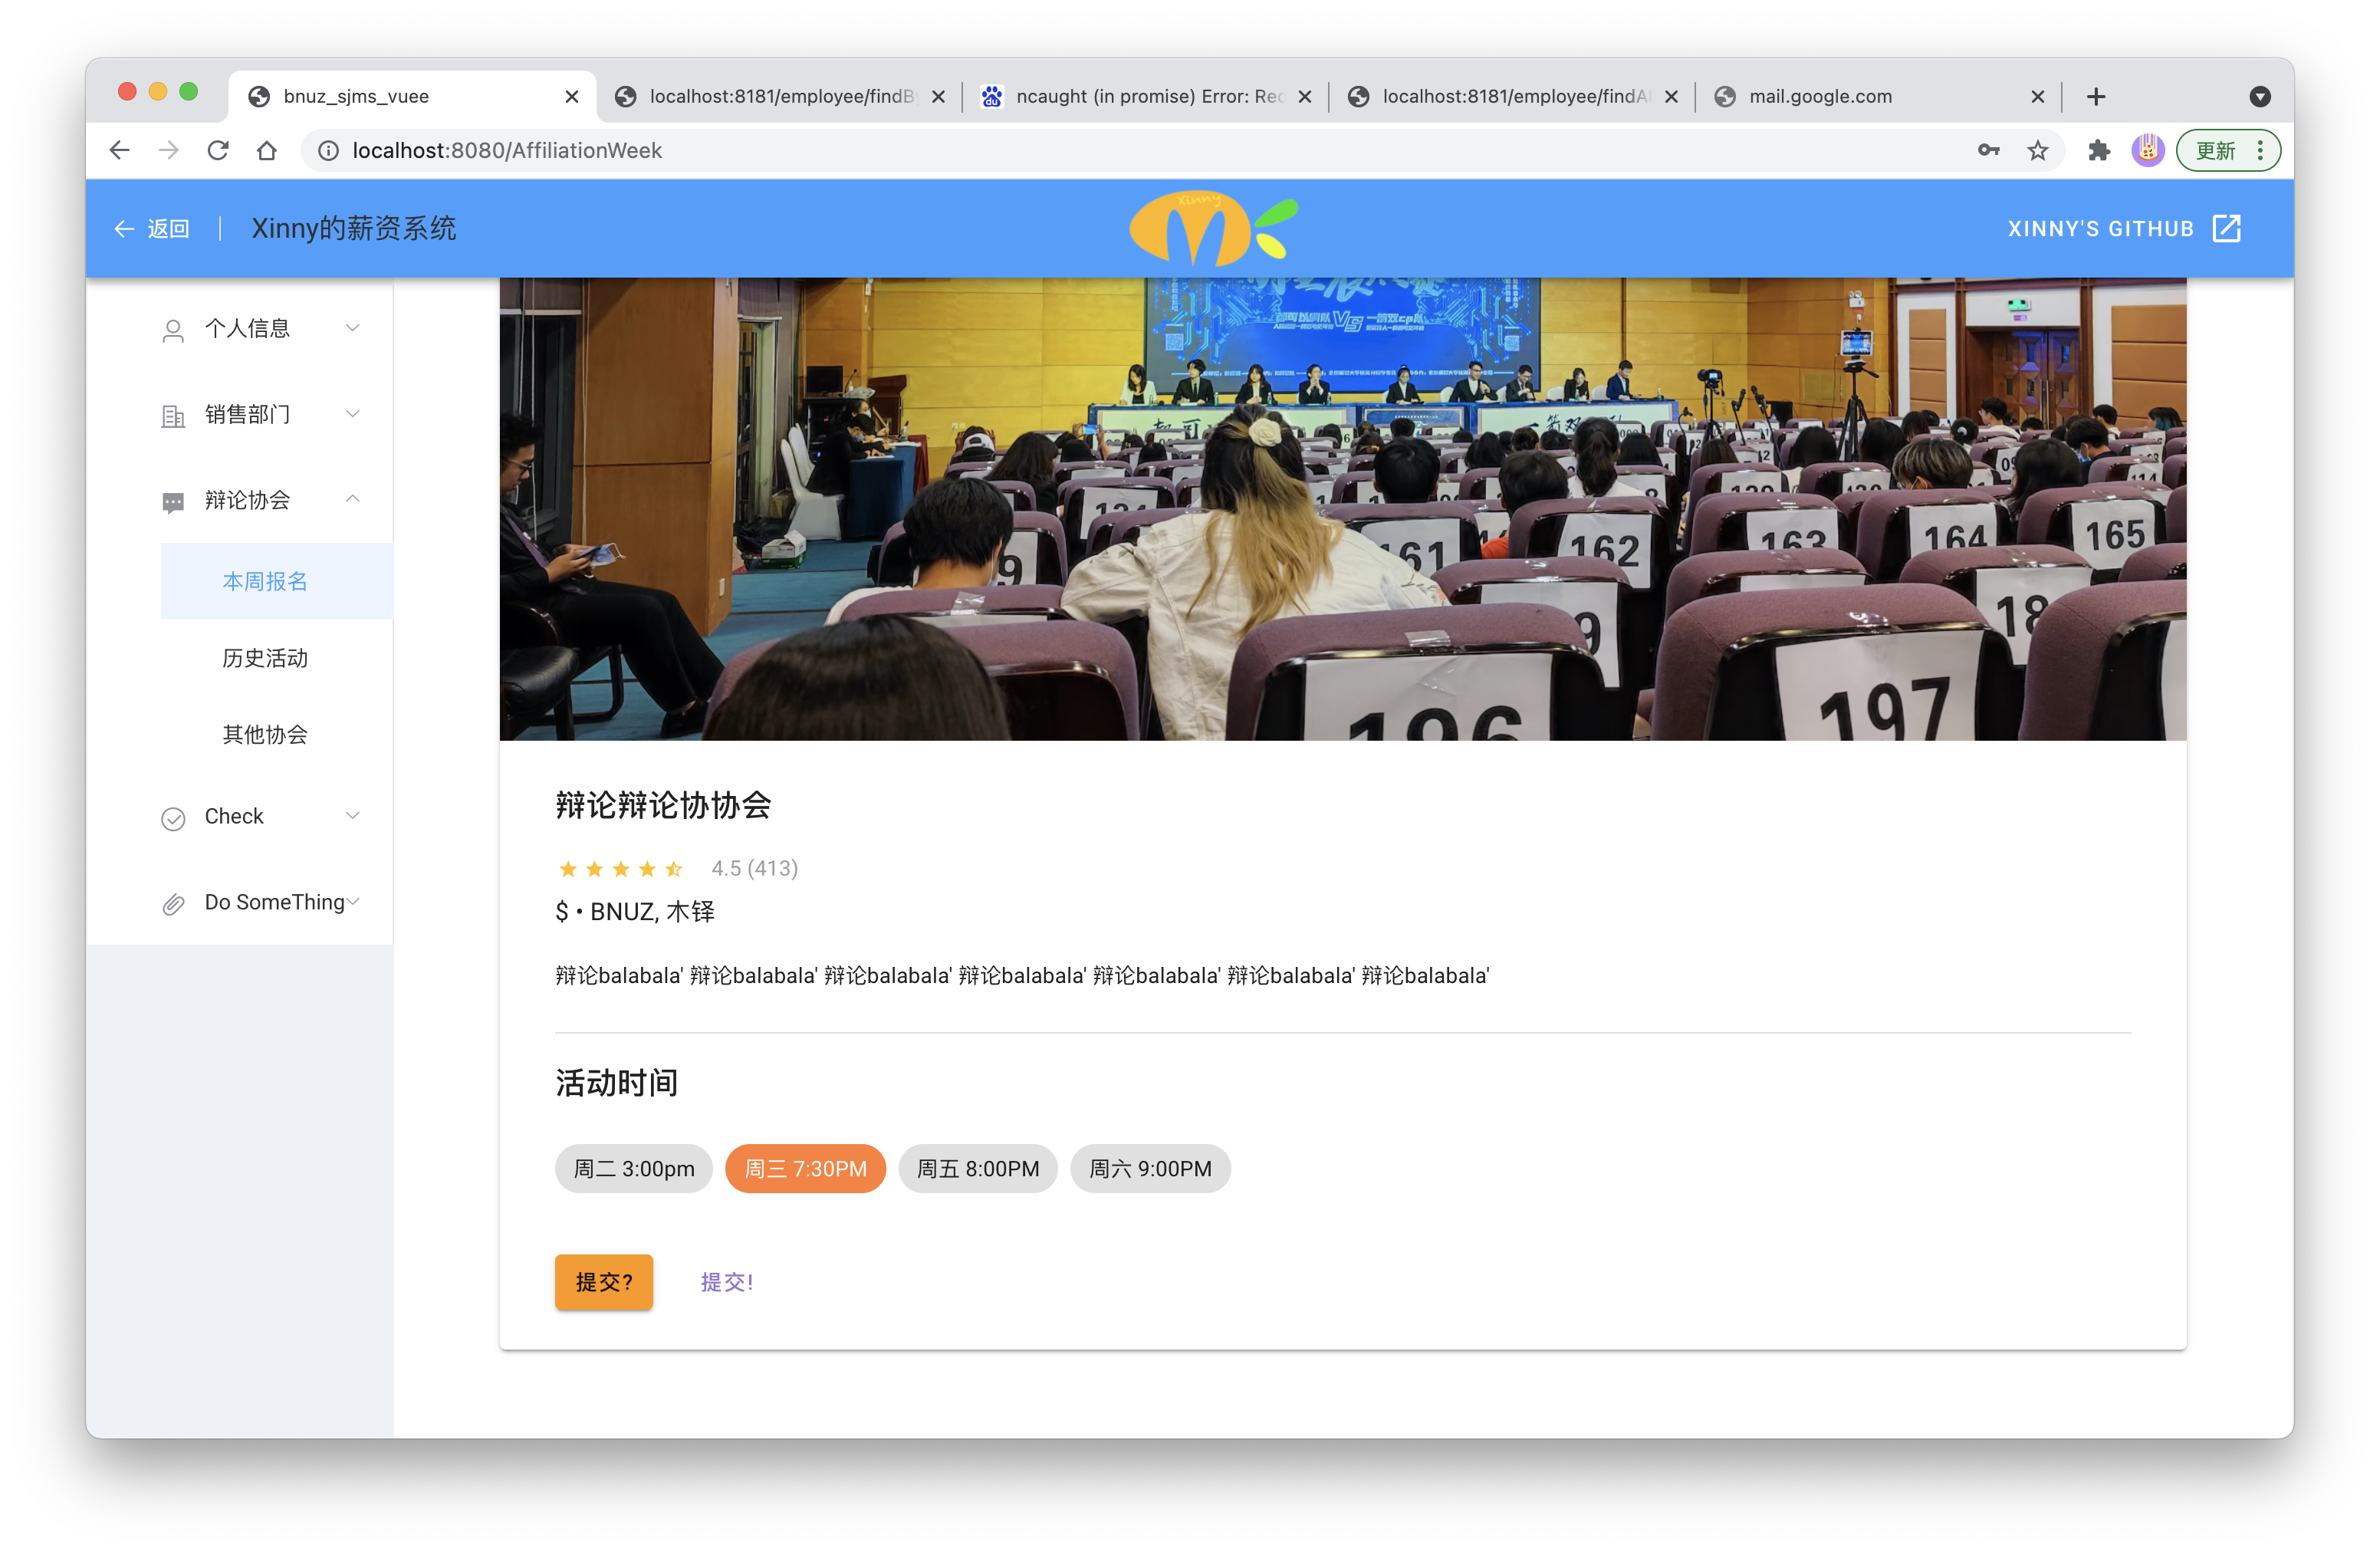 bnuz_sjms_vuee
localhost:8181/employee/findBy
ncaught (in promise) Error: Rec
localhost:8181/employee/findAl
mail.google.com
localhost:8080/AffiliationWeek
更新
返回
Xinny的薪资系统
xinny
XINNY'S GITHUB
个人信息
销售部门
辩论协会
本周报名
历史活动
其他协会
Check
Do SomeThing
VS
161
162
163
164
165
196
197
辩论辩论协协会
4.5 (413)
$ • BNUZ, 木铎
辩论balabala' 辩论balabala' 辩论balabala' 辩论balabala' 辩论balabala' 辩论balabala' 辩论balabala'
活动时间
周二 3:00pm
周三 7:30PM
周五 8:00PM
周六 9:00PM
提交?
提交!